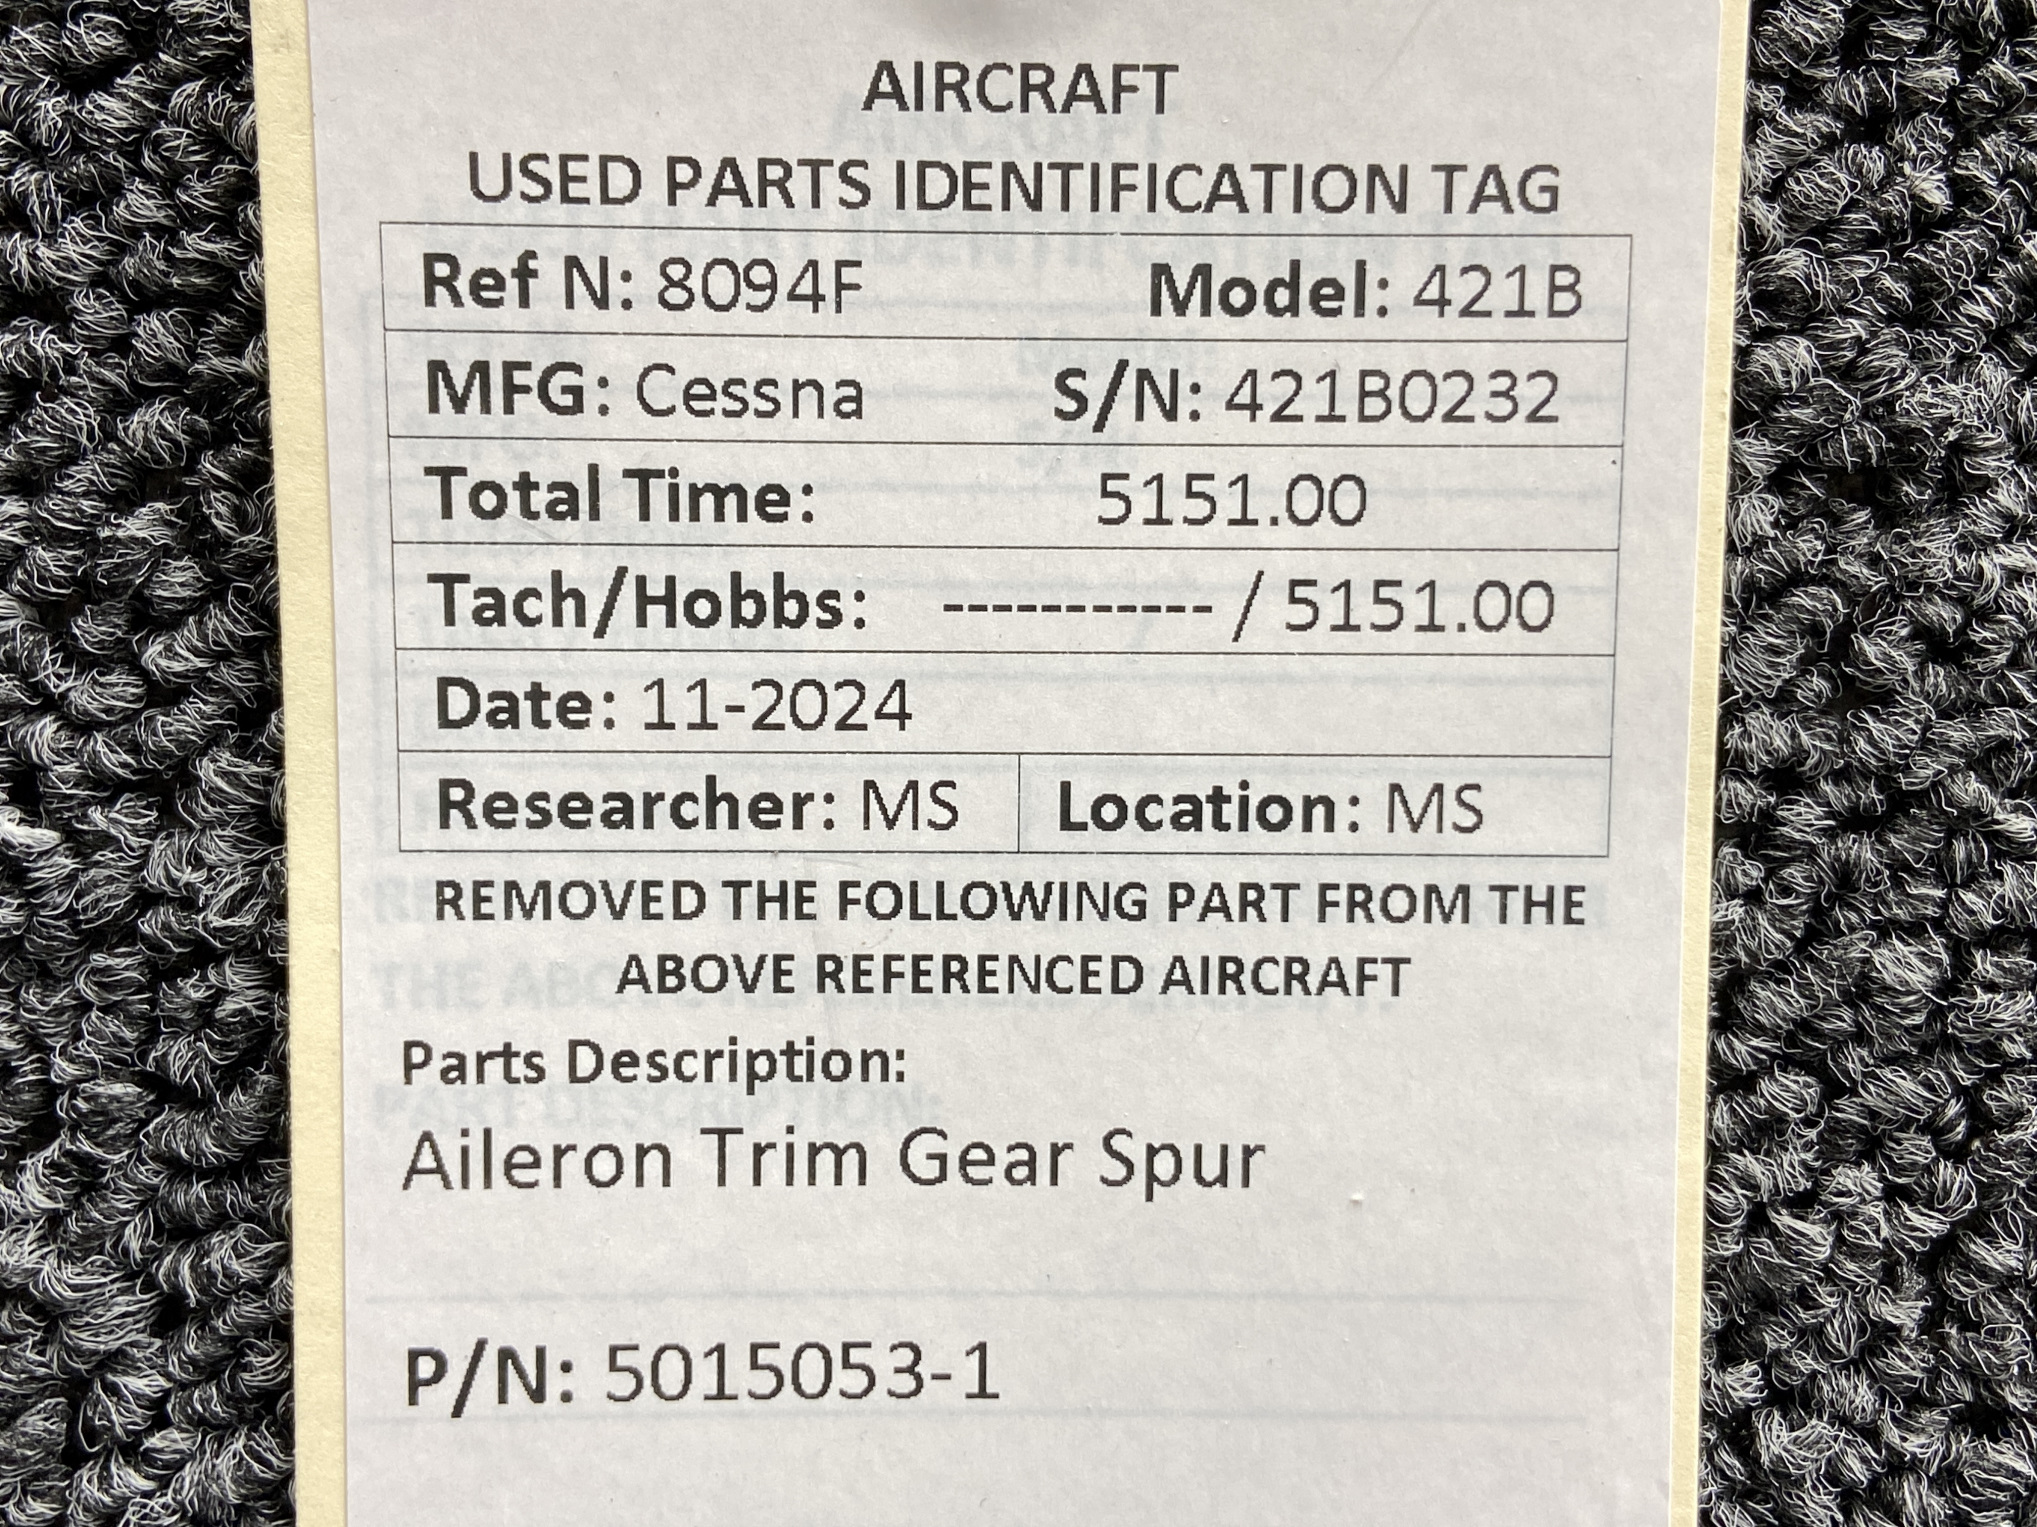 AIRCRAFT
USED PARTS IDENTIFICATION TAG
Ref N: 8094F Model: 421B
MFG: Cessna S/N: 421B0232
Total Time: 5151.00
Tach/Hobbs: ----------- / 5151.00
Date: 11-2024
Researcher: MS Location: MS
REMOVED THE FOLLOWING PART FROM THE
ABOVE REFERENCED AIRCRAFT
Parts Description:
Aileron Trim Gear Spur
P/N: 5015053-1